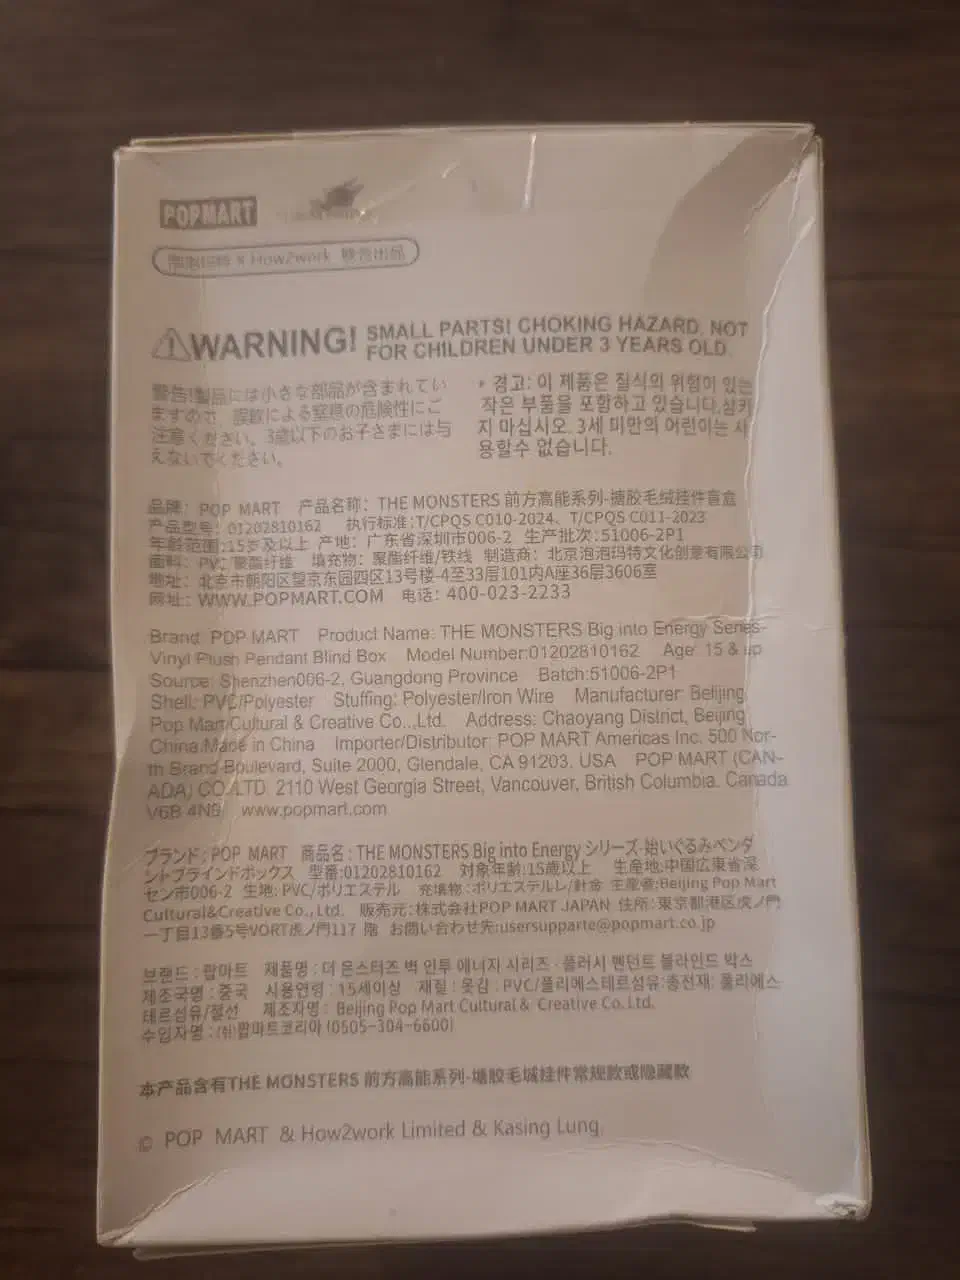 POPMART
How2work 联合出品
WARNING! SMALL PARTS! CHOKING HAZARD, NOT
FOR CHILDREN UNDER 3 YEARS OLD.
警告!製品には小さな部品が含まれてい
ますので、誤飲による窒息の危険性にご
注意ください。3歳以下のお子さまには与
えないでください。
* 경고: 이 제품은 질식의 위험이 있는
작은 부품을 포함하고 있습니다.삼키
지 마십시오. 3세 미만의 어린이는 사
용할수 없습니다.
品牌: POP MART 产品名称: THE MONSTERS 前方高能系列-搪胶毛绒挂件盲盒
产品型号: 01202810162 执行标准:T/CPQS C010-2024、T/CPQS C011-2023
年龄范围:15岁及以上 产地: 广东省深圳市006-2 生产批次:51006-2P1
面料: PVC/聚酯纤维 填充物: 聚酯纤维/铁线 制造商: 北京泡泡玛特文化创意有限公司
地址: 北京市朝阳区望京东园四区13号楼-4至33层101内A座36层3606室
网址: WWW.POPMART.COM 电话: 400-023-2233
Brand: POP MART Product Name: THE MONSTERS Big into Energy Series-
Vinyl Plush Pendant Blind Box Model Number:01202810162 Age: 15 & up
Source: Shenzhen006-2, Guangdong Province Batch:51006-2P1
Shell: PVC/Polyester Stuffing: Polyester/Iron Wire Manufacturer: Beijing
Pop Mart Cultural & Creative Co.,Ltd. Address: Chaoyang District, Beijing
China.Made in China Importer/Distributor: POP MART Americas Inc. 500 Nor-
th Brand Boulevard, Suite 2000, Glendale, CA 91203. USA POP MART (CAN-
ADA) CO.LTD. 2110 West Georgia Street, Vancouver, British Columbia. Canada
V6B 4N9 www.popmart.com
ブランド: POP MART 商品名: THE MONSTERS Big into Energy シリーズ-始いぐるみペンダ
ントブラインドボックス 型番:01202810162 対象年齢:15歳以上 生産地:中国広東省深
セン市006-2 生地: PVC/ポリエステル 充填物:ポリエステルレ/針金 生産者:Beijing Pop Mart
Cultural&Creative Co., Ltd. 販売元:株式会社POP MART JAPAN 住所:東京都港区虎ノ門
一丁目13番5号VORT虎ノ門117 階 お問い合わせ先:usersupparte@popmart.co.jp
브랜드 : 팝마트 제품명 : 더 몬스터즈 벅 인투 에너지 시리즈 - 플러시 펜던트 블라인드 박스
제조국명 : 중국 사용연령 : 15세이상 재질 : 옷감 : PVC/폴리에스테르섬유:충전재: 폴리에스
테르섬유/철선 제조자명 : Beijing Pop Mart Cultural & Creative Co.Ltd.
수입자명 : ㈜팝마트코리아 (0505-304-6600)
本产品含有THE MONSTERS 前方高能系列-塘胶毛城挂件常规款或隐藏款
© POP MART & How2work Limited & Kasing Lung.